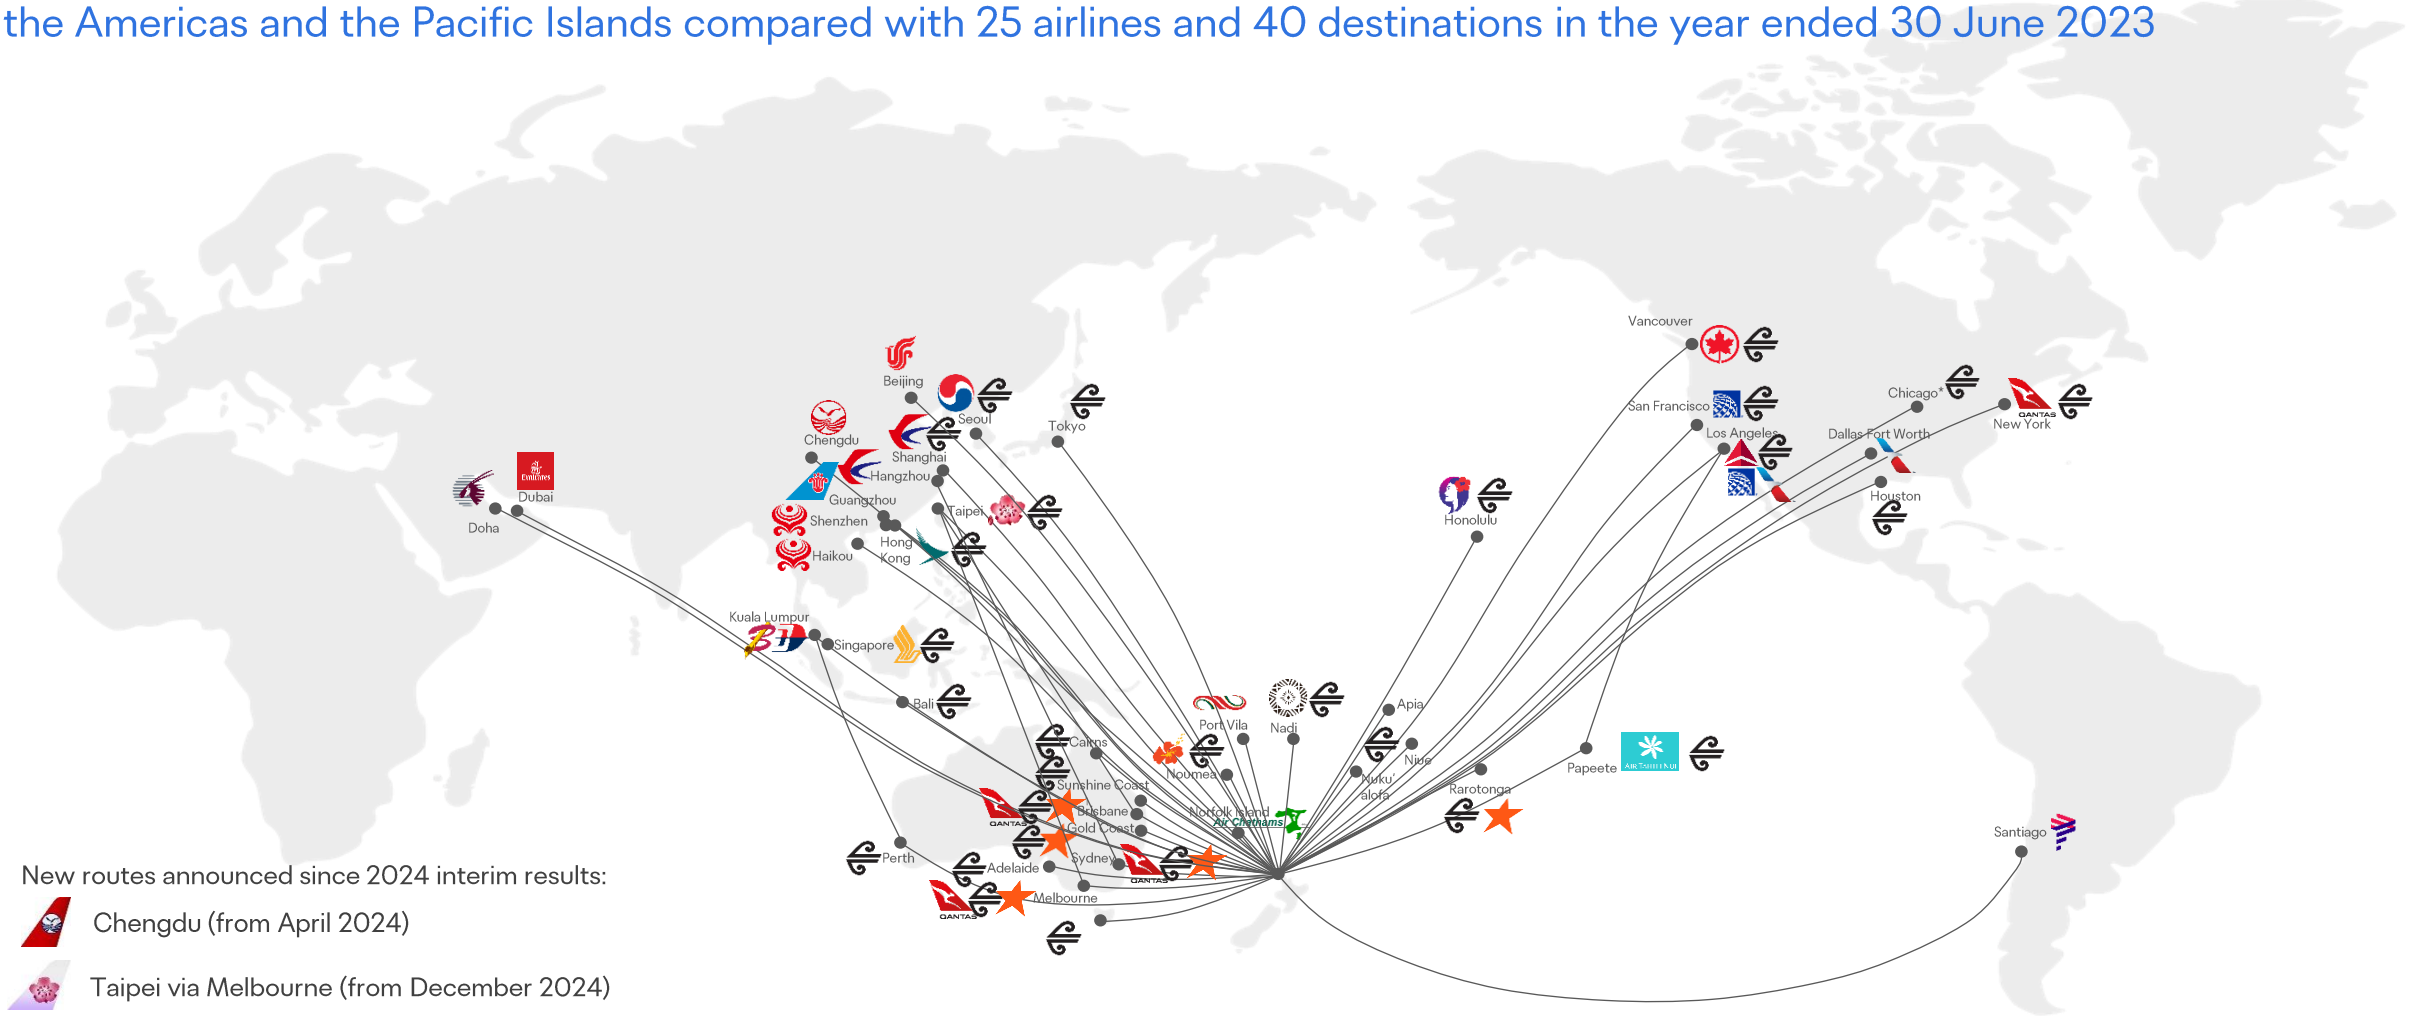 the Americas and the Pacific Islands compared with 25 airlines and 40 destinations in the year ended 30 June 2023
Vancouver
Beijing
Chicago*
San Francisco
QANTAS
Seoul
Tokyo
New York
Chengdu
Los Angeles
Dallas Fort Worth
Shanghai
Hangzhou
Emirates
Dubai
Guangzhou
Houston
Taipei
Doha
Shenzhen
Honolulu
Hong
Kong
Haikou
Kuala Lumpur
Singapore
Bali
Apia
Port Vila
Nadi
Cairns
Niue
Noumea
Papeete
AIR TAHITI NUI
Nuku'
alofa
Sunshine Coast
Rarotonga
QANTAS
Brisbane
Norfolk Island
Air Chathams
Gold Coast
Santiago
Sydney
QANTAS
Perth
Adelaide
Melbourne
QANTAS
New routes announced since 2024 interim results:
Chengdu (from April 2024)
Taipei via Melbourne (from December 2024)